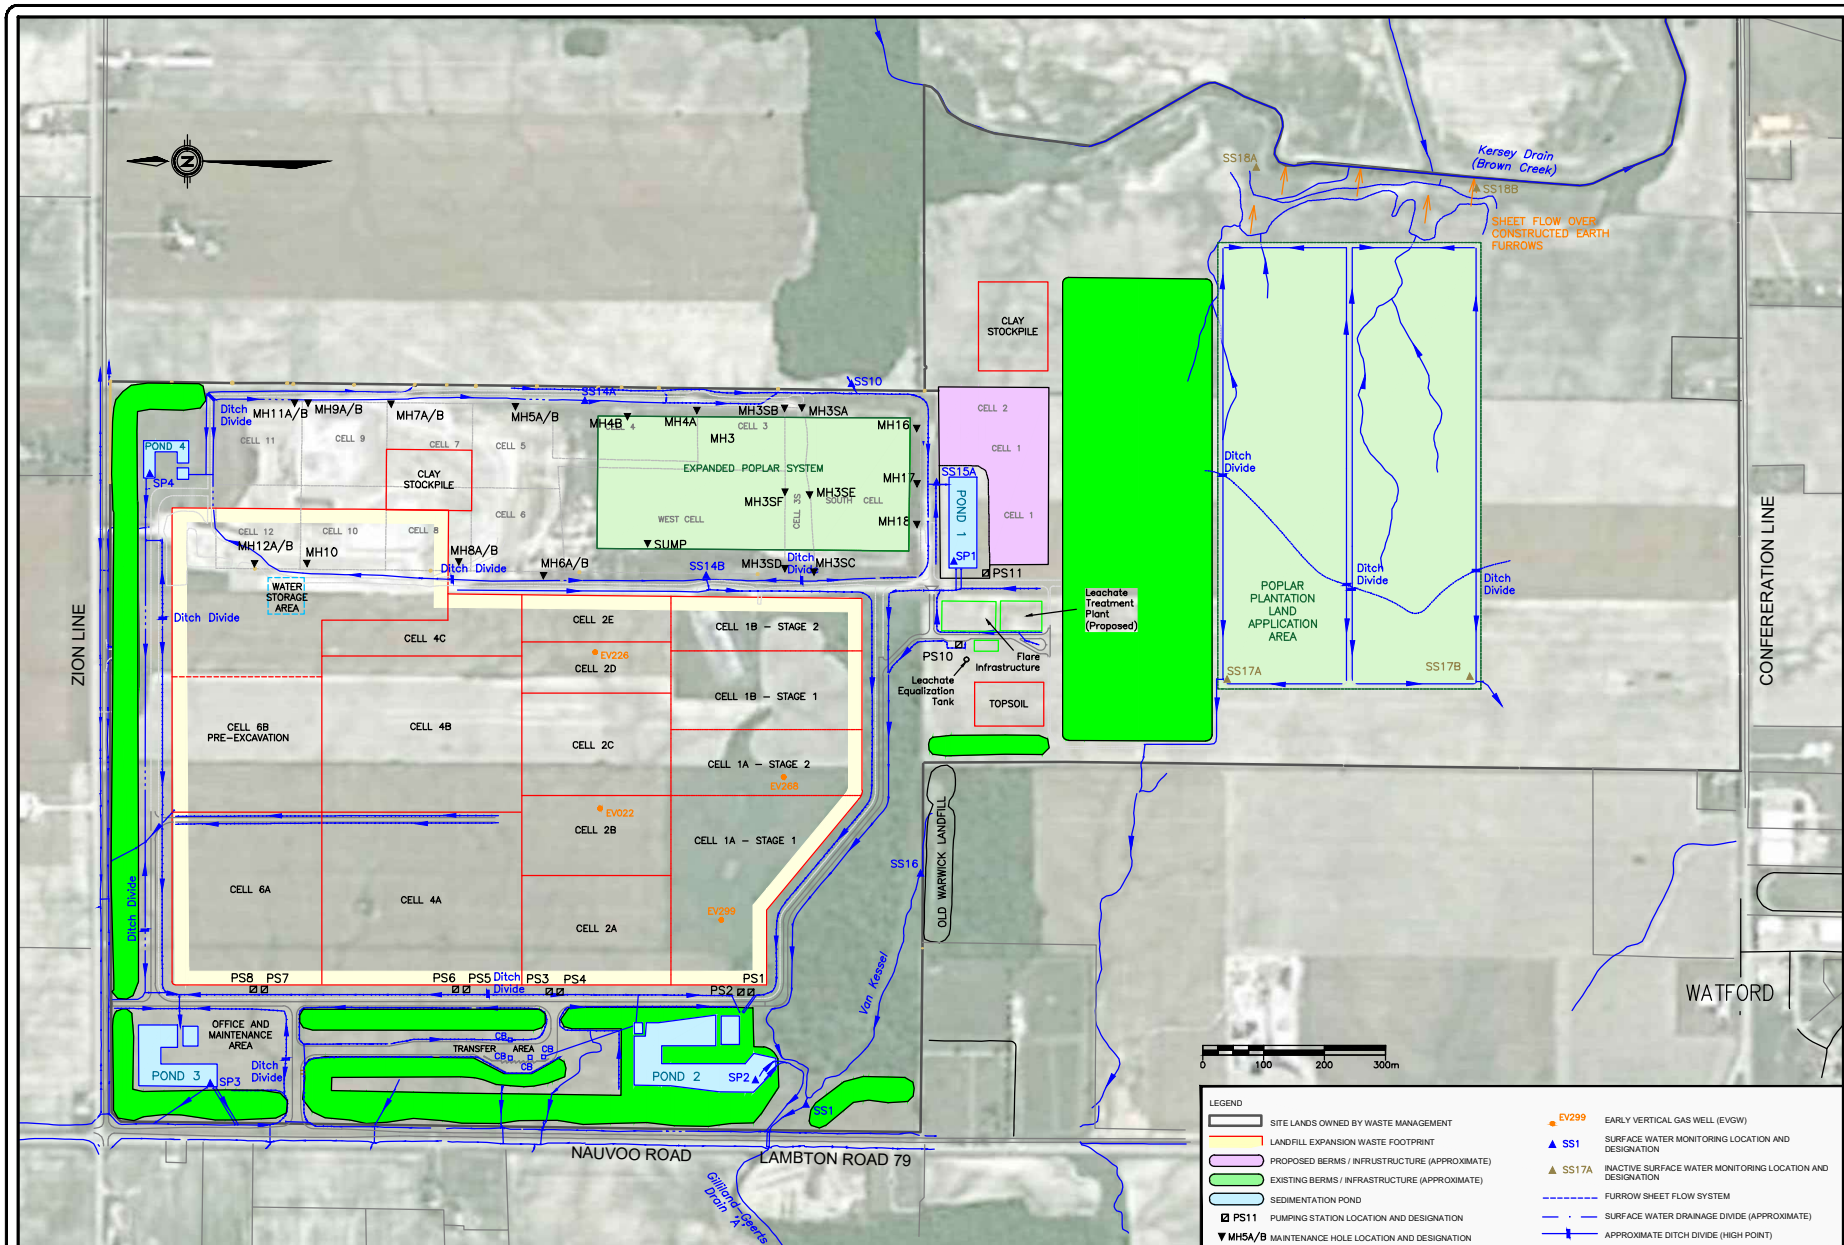 N
Kersey Drain
(Brown Creek)
SS18A
SS18B
SHEET FLOW OVER
CONSTRUCTED EARTH
FURROWS
CLAY
STOCKPILE
SS10
SS14A
Ditch
Divide
MH11A/B
MH9A/B
MH7A/B
MH5A/B
MH4B
MH4A
MH3SB
MH3SA
MH3
MH16
CELL 11
CELL 9
CELL 7
CELL 5
CELL 4
CELL 3
CELL 2
CELL 1
POND 4
SP4
CLAY
STOCKPILE
EXPANDED POPLAR SYSTEM
MH17
SS15A
MH3SF
MH3SE
CELL 3S
SOUTH CELL
WEST CELL
MH18
POND 1
CELL 1
Ditch
Divide
CELL 12
CELL 10
CELL 8
CELL 6
MH12A/B
MH10
MH8A/B
SUMP
MH6A/B
MH3SD
MH3SC
Ditch
Divide
SP1
PS11
Ditch Divide
SS14B
WATER
STORAGE
AREA
Ditch Divide
Leachate
Treatment
Plant
(Proposed)
Ditch
Divide
Ditch
Divide
POPLAR
PLANTATION
LAND
APPLICATION
AREA
ZION LINE
CONFERERATION LINE
CELL 4C
CELL 2E
CELL 1B – STAGE 2
EV226
CELL 2D
CELL 1B – STAGE 1
PS10
Flare
Infrastructure
Leachate
Equalization
Tank
TOPSOIL
SS17A
SS17B
CELL 6B
PRE–EXCAVATION
CELL 4B
CELL 2C
CELL 1A – STAGE 2
EV268
EV022
CELL 2B
CELL 1A – STAGE 1
OLD WARWICK LANDFILL
SS16
CELL 6A
CELL 4A
CELL 2A
EV299
Ditch Divide
Van Kessel
PS8
PS7
PS6
PS5
Ditch
Divide
PS3
PS4
PS2
PS1
WATFORD
OFFICE AND
MAINTENANCE
AREA
TRANSFER AREA
CB
CB
CB
CB
Ditch
Divide
POND 3
SP3
POND 2
SP2
SS1
NAUVOO ROAD
LAMBTON ROAD 79
Gilliland–Geerts
Drain 'A'
0 100 200 300m
LEGEND
SITE LANDS OWNED BY WASTE MANAGEMENT
LANDFILL EXPANSION WASTE FOOTPRINT
PROPOSED BERMS / INFRUSTRUCTURE (APPROXIMATE)
EXISTING BERMS / INFRASTRUCTURE (APPROXIMATE)
SEDIMENTATION POND
PS11 PUMPING STATION LOCATION AND DESIGNATION
MH5A/B MAINTENANCE HOLE LOCATION AND DESIGNATION
EV299 EARLY VERTICAL GAS WELL (EVGW)
SS1 SURFACE WATER MONITORING LOCATION AND
DESIGNATION
SS17A INACTIVE SURFACE WATER MONITORING LOCATION AND
DESIGNATION
FURROW SHEET FLOW SYSTEM
SURFACE WATER DRAINAGE DIVIDE (APPROXIMATE)
APPROXIMATE DITCH DIVIDE (HIGH POINT)